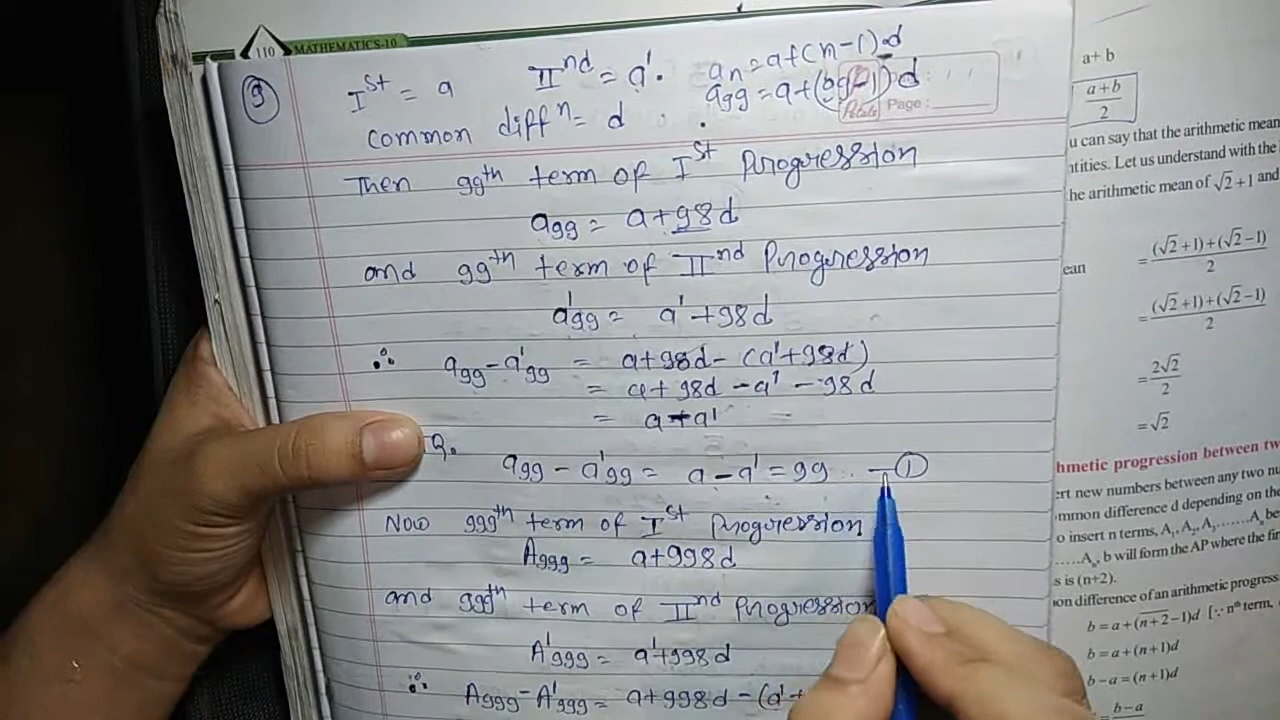 110 MATHEMATICS-10
9 Iˢᵗ = a IIⁿᵈ = a'. aₙ = a+(n-1)d
common diffⁿ = d a₉₉ = a+(99-1)d
Page :
Then 99ᵗʰ term of Iˢᵗ Progression
a₉₉ = a+98d
and 99ᵗʰ term of IIⁿᵈ Progression
a'₉₉ = a'+98d
∴ a₉₉ - a'₉₉ = a+98d - (a'+98d)
= a+98d - a' - 98d
= a-a'
Q. a₉₉ - a'₉₉ = a - a' = 99 — ①
Now 999ᵗʰ term of Iˢᵗ Progression
A₉₉₉ = a+998d
and 999ᵗʰ term of IIⁿᵈ Progression
A'₉₉₉ = a'+998d
∴ A₉₉₉ - A'₉₉₉ = a+998d - (a'+
a+ b
a+b
2
u can say that the arithmetic mean
ntities. Let us understand with the
he arithmetic mean of √2+1 and
ean = (√2+1)+(√2-1)
2
= (√2+1)+(√2-1)
2
= 2√2
2
= √2
hmetic progression between tw
ert new numbers between any two nu
ommon difference d depending on the
o insert n terms, A₁, A₂, A₃.......Aₙ be
......Aₙ, b will form the AP where the fir
s is (n+2).
on difference of an arithmetic progress
b = a + (n+2-1)d [∵ nᵗʰ term,
b = a + (n+1)d
b-a = (n+1)d
= b-a